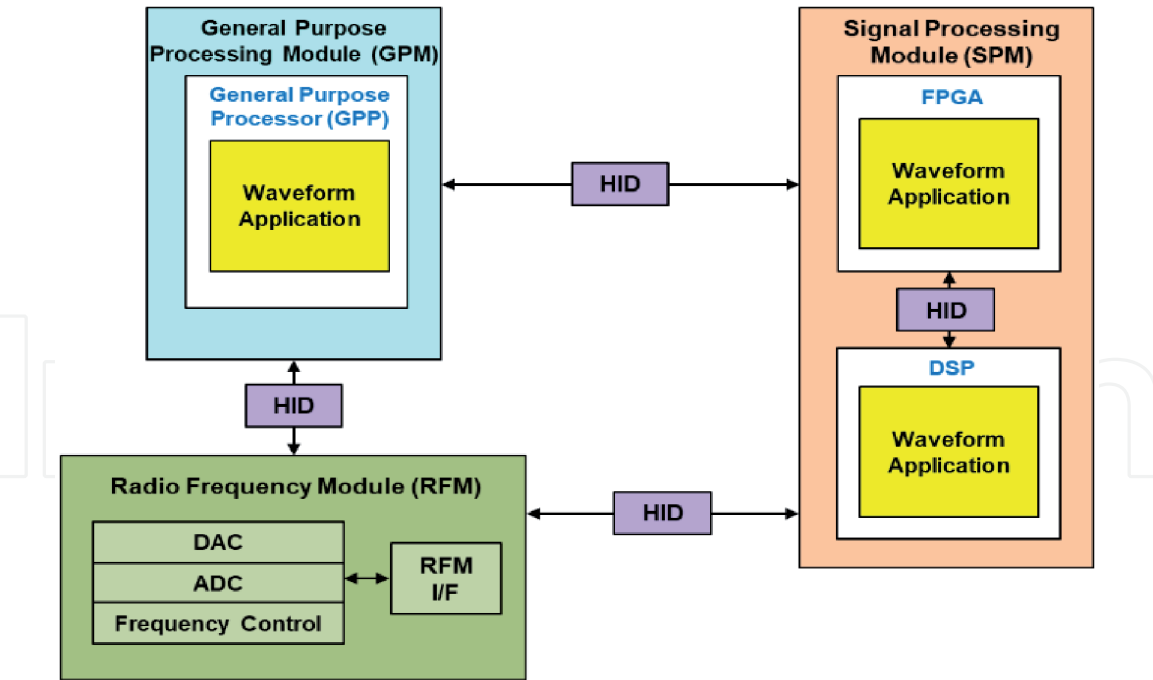 General Purpose
Processing Module (GPM)
General Purpose
Processor (GPP)
Waveform
Application
HID
Signal Processing
Module (SPM)
FPGA
Waveform
Application
HID
DSP
Waveform
Application
HID
Radio Frequency Module (RFM)
DAC
ADC
Frequency Control
RFM
I/F
HID